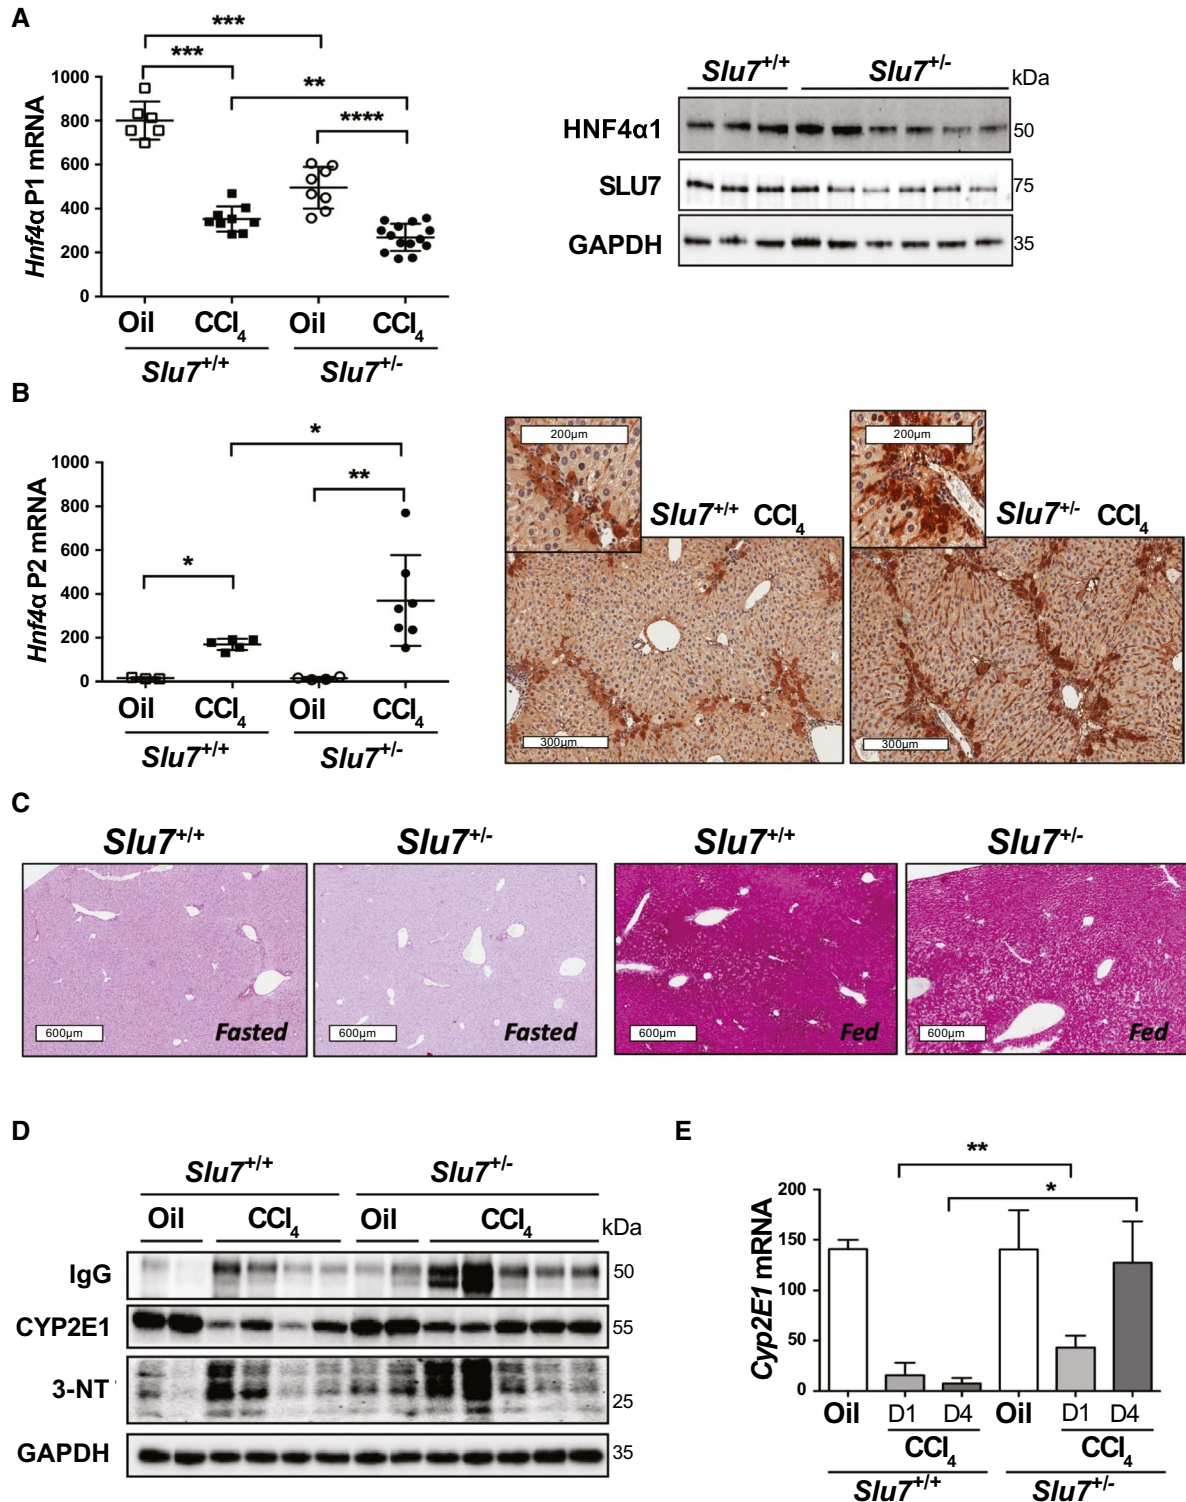 A
*** 
***
**
****
1000
800
600
400
200
0
Hnf4α P1 mRNA
Oil CCl4 Oil CCl4
Slu7+/+ Slu7+/-
Slu7+/+ Slu7+/- kDa
HNF4α1 50
SLU7 75
GAPDH 35
B
*
**
*
1000
800
600
400
200
0
Hnf4α P2 mRNA
Oil CCl4 Oil CCl4
Slu7+/+ Slu7+/-
200µm 200µm
Slu7+/+ CCl4 Slu7+/- CCl4
300µm 300µm
C
Slu7+/+ Slu7+/- Slu7+/+ Slu7+/-
600µm Fasted 600µm Fasted 600µm Fed 600µm Fed
D
Slu7+/+ Slu7+/-
Oil CCl4 Oil CCl4 kDa
IgG 50
CYP2E1 55
3-NT 25
GAPDH 35
E
**
*
200
150
100
50
0
Cyp2E1 mRNA
Oil D1 D4 Oil D1 D4
CCl4 CCl4
Slu7+/+ Slu7+/-